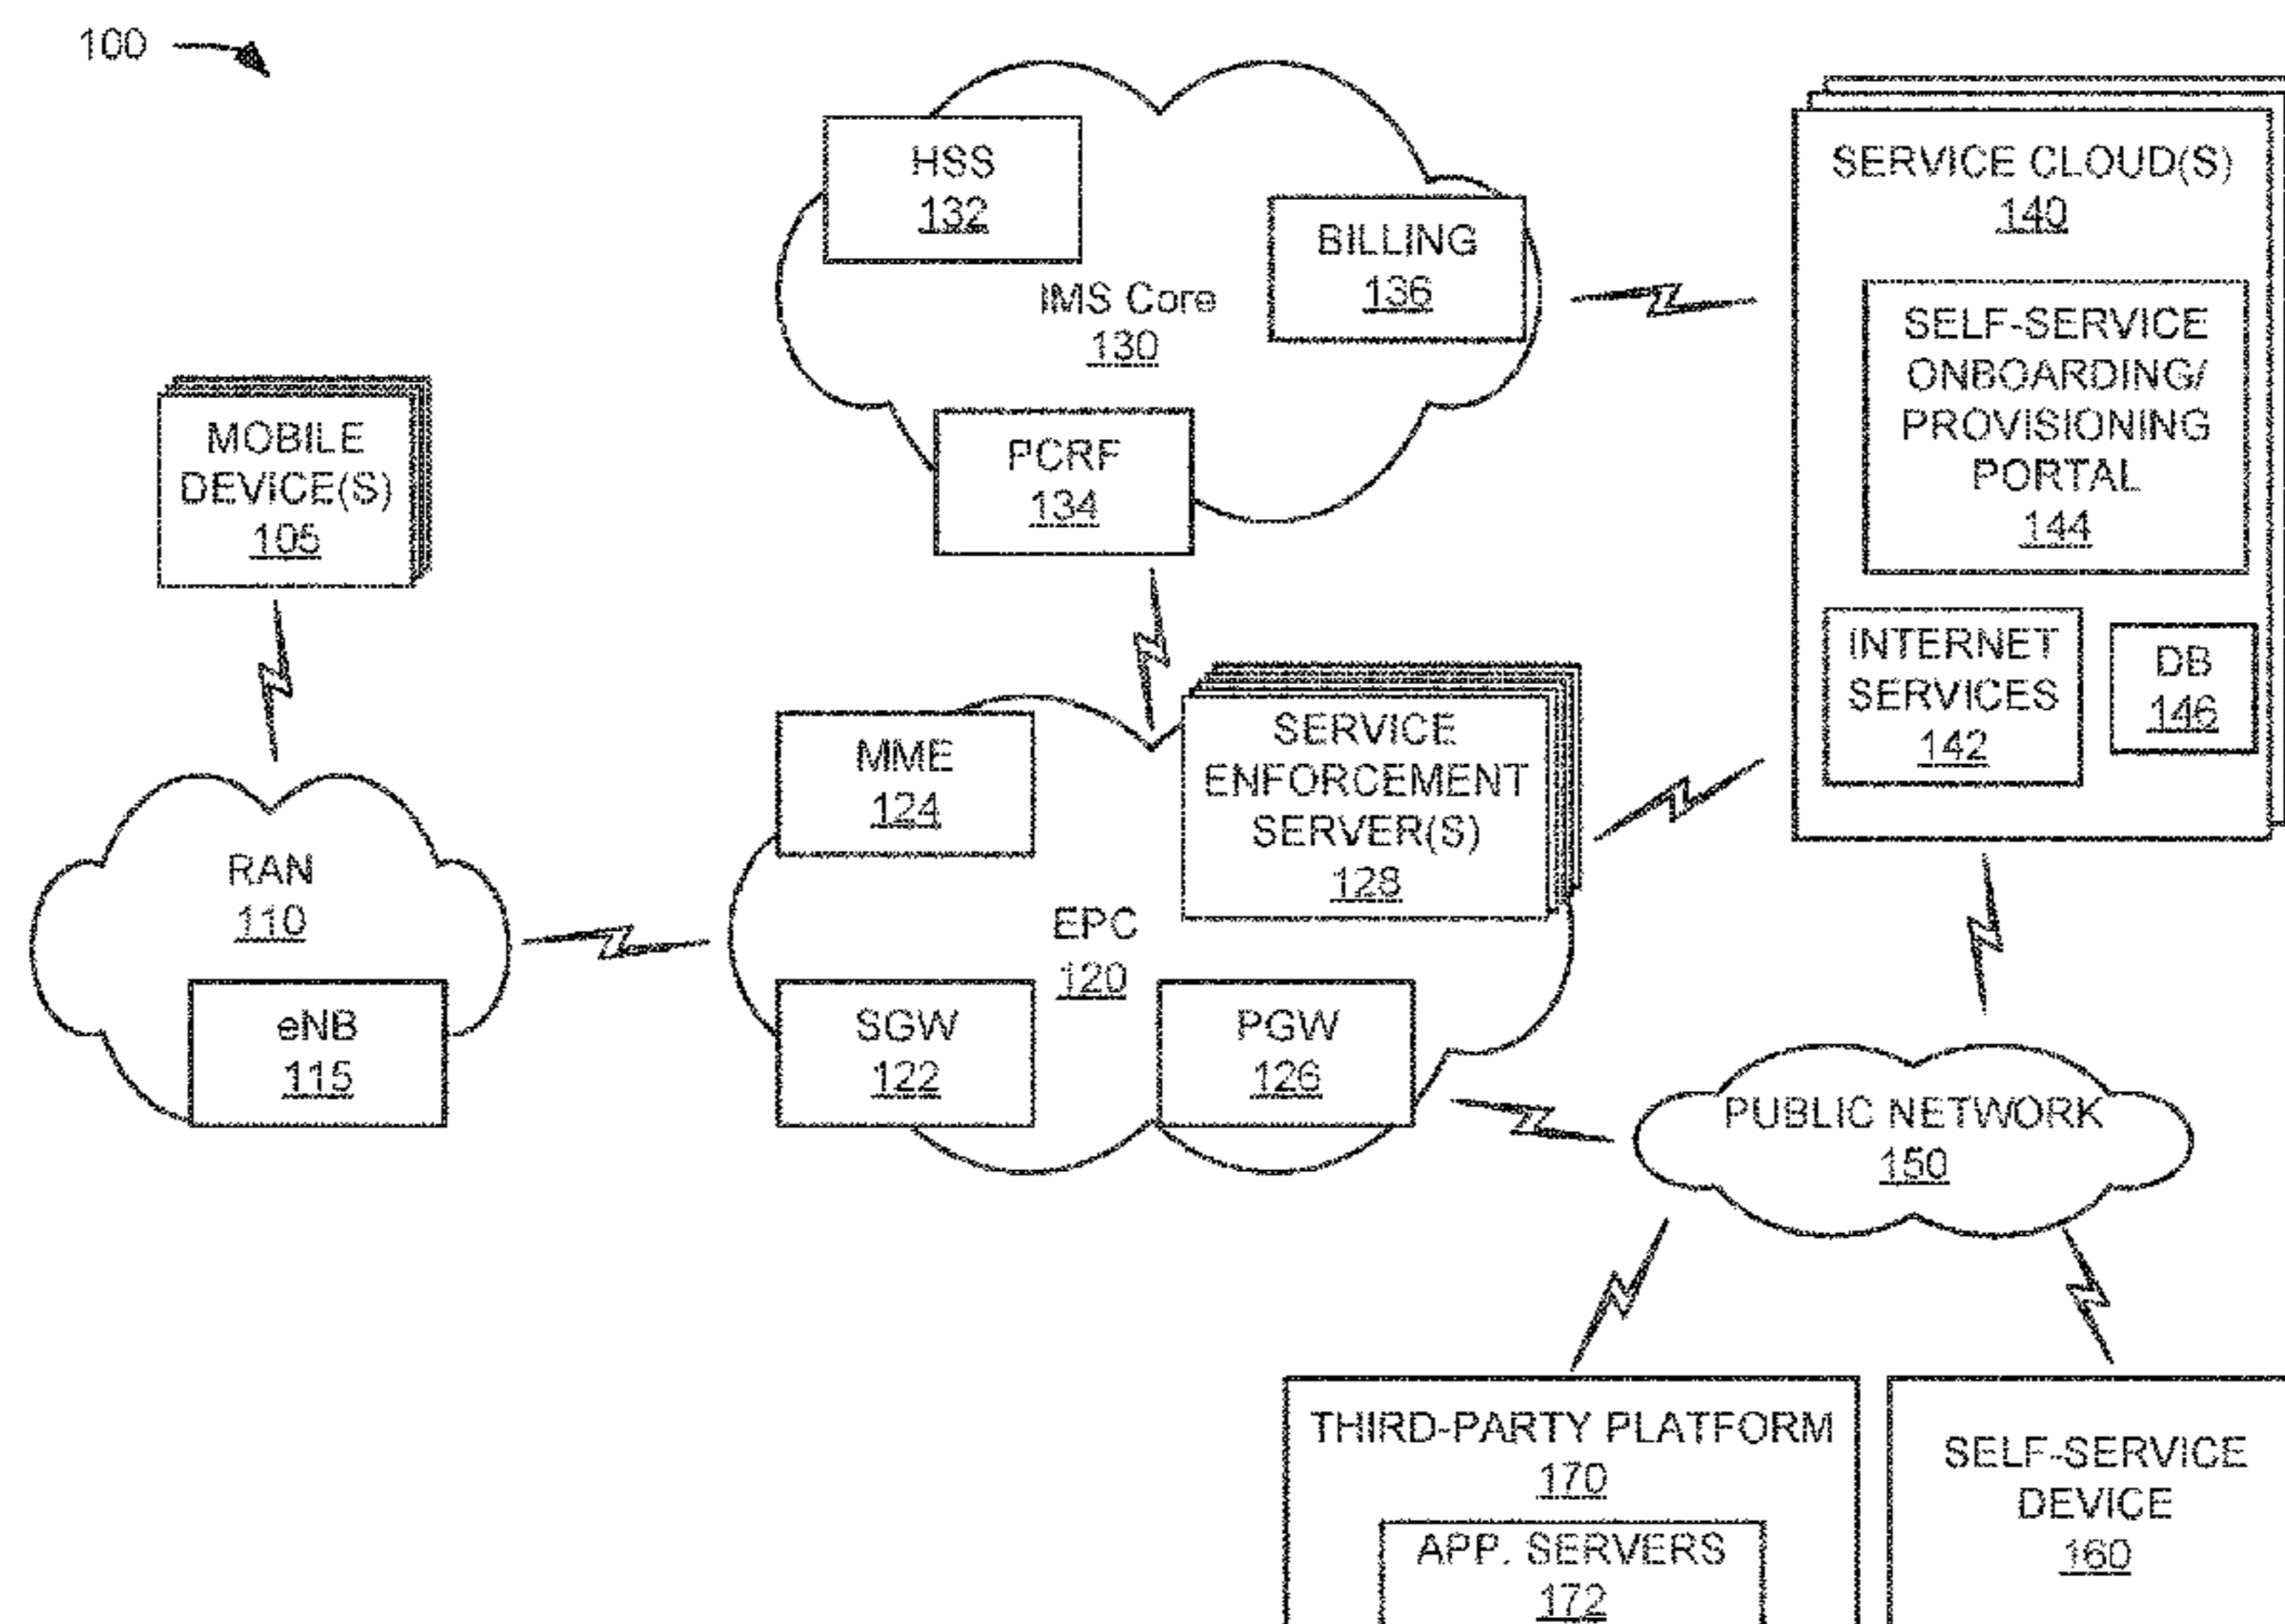 100
HSS
132
BILLING
136
IMS Core
130
PCRF
134
SERVICE CLOUD(S)
140
SELF-SERVICE
ONBOARDING/
PROVISIONING
PORTAL
144
INTERNET
SERVICES
142
DB
146
MOBILE
DEVICE(S)
105
RAN
110
eNB
115
MME
124
SERVICE
ENFORCEMENT
SERVER(S)
128
EPC
120
SGW
122
PGW
126
PUBLIC NETWORK
150
THIRD-PARTY PLATFORM
170
APP. SERVERS
172
SELF-SERVICE
DEVICE
160